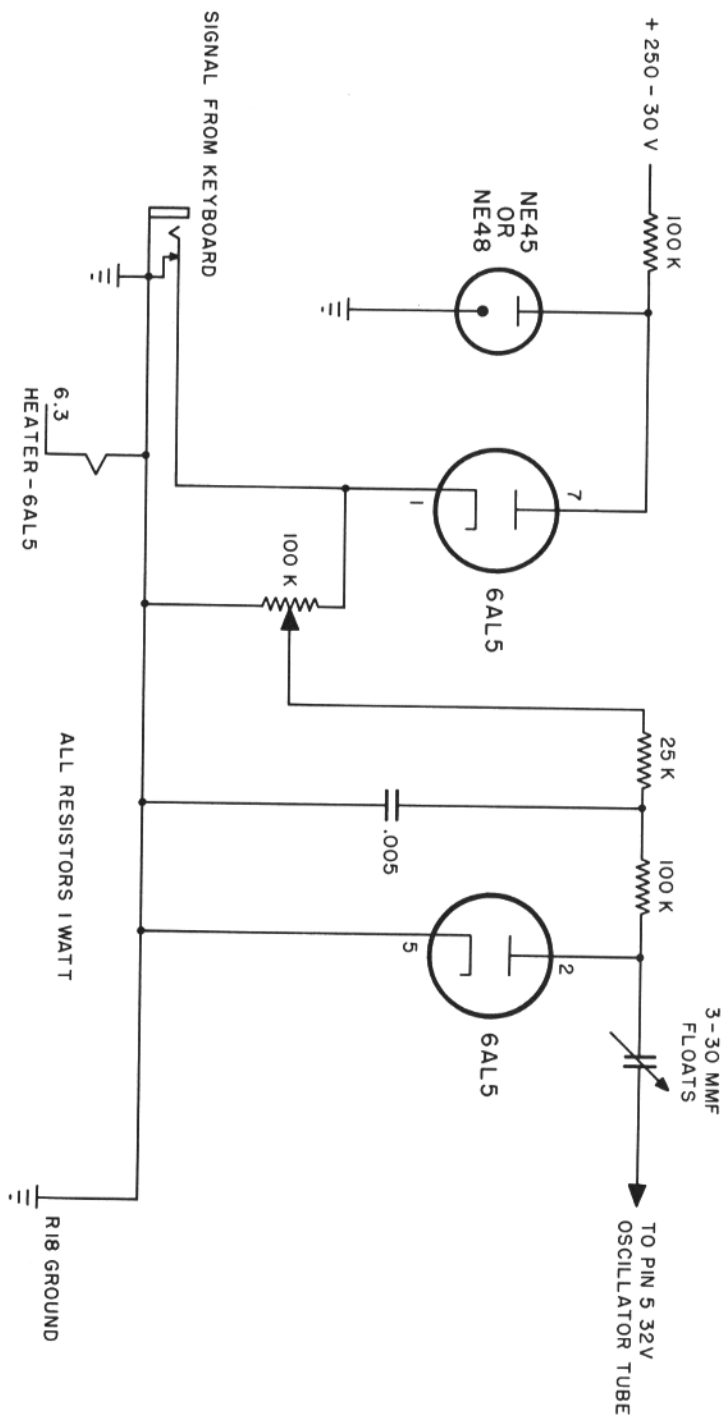 + 250-30 V
100 K
NE45
OR
NE48
SIGNAL FROM KEYBOARD
6.3
HEATER-6AL5
7
1
6AL5
100 K
25 K
.005
100 K
5
2
6AL5
3-30 MMF
FLOATS
TO PIN 5 32V
OSCILLATOR TUBE
ALL RESISTORS 1 WATT
R18 GROUND